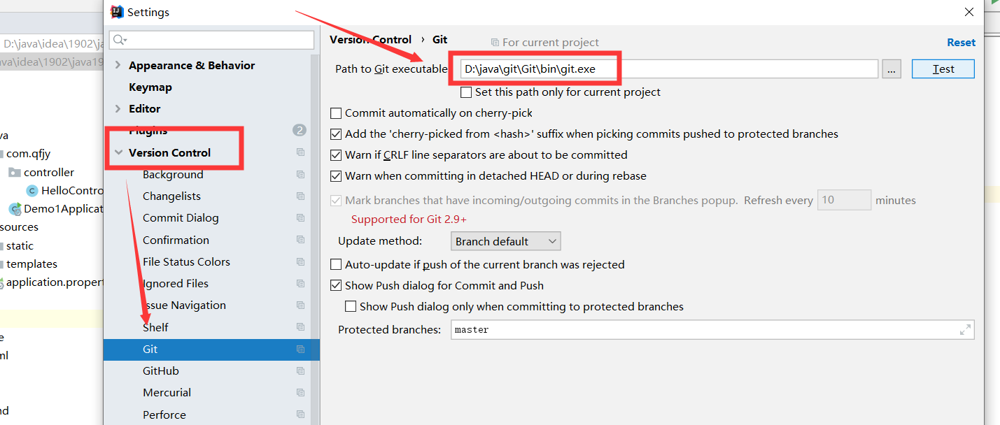 Settings
D:\java\idea\1902\ja
ava\idea\1902\java19
va
com.qfjy
controller
HelloContro
Demo1Applicat
sources
static
templates
application.propert
e
ml
nd
Appearance & Behavior
Keymap
Editor
Plugins
2
Version Control
Background
Changelists
Commit Dialog
Confirmation
File Status Colors
Ignored Files
Issue Navigation
Shelf
Git
GitHub
Mercurial
Perforce
Version Control › Git
For current project
Reset
Path to Git executable
D:\java\git\Git\bin\git.exe
...
Test
Set this path only for current project
Commit automatically on cherry-pick
Add the 'cherry-picked from <hash>' suffix when picking commits pushed to protected branches
Warn if CRLF line separators are about to be committed
Warn when committing in detached HEAD or during rebase
Mark branches that have incoming/outgoing commits in the Branches popup. Refresh every 10 minutes
Supported for Git 2.9+
Update method: Branch default
Auto-update if push of the current branch was rejected
Show Push dialog for Commit and Push
Show Push dialog only when committing to protected branches
Protected branches: master